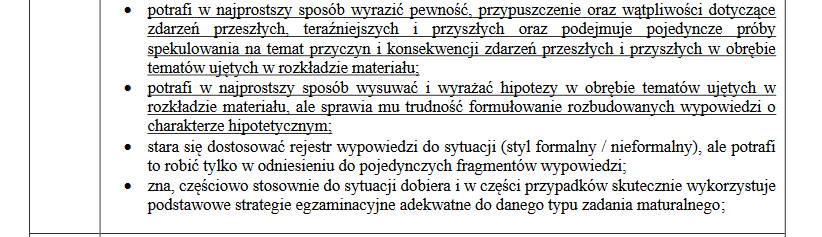 • potrafi w najprostszy sposób wyrazić pewność, przypuszczenie oraz wątpliwości dotyczące
zdarzeń przeszłych, teraźniejszych i przyszłych oraz podejmuje pojedyncze próby
spekulowania na temat przyczyn i konsekwencji zdarzeń przeszłych i przyszłych w obrębie
tematów ujętych w rozkładzie materiału;
• potrafi w najprostszy sposób wysuwać i wyrażać hipotezy w obrębie tematów ujętych w
rozkładzie materiału, ale sprawia mu trudność formułowanie rozbudowanych wypowiedzi o
charakterze hipotetycznym;
• stara się dostosować rejestr wypowiedzi do sytuacji (styl formalny / nieformalny), ale potrafi
to robić tylko w odniesieniu do pojedynczych fragmentów wypowiedzi;
• zna, częściowo stosownie do sytuacji dobiera i w części przypadków skutecznie wykorzystuje
podstawowe strategie egzaminacyjne adekwatne do danego typu zadania maturalnego;